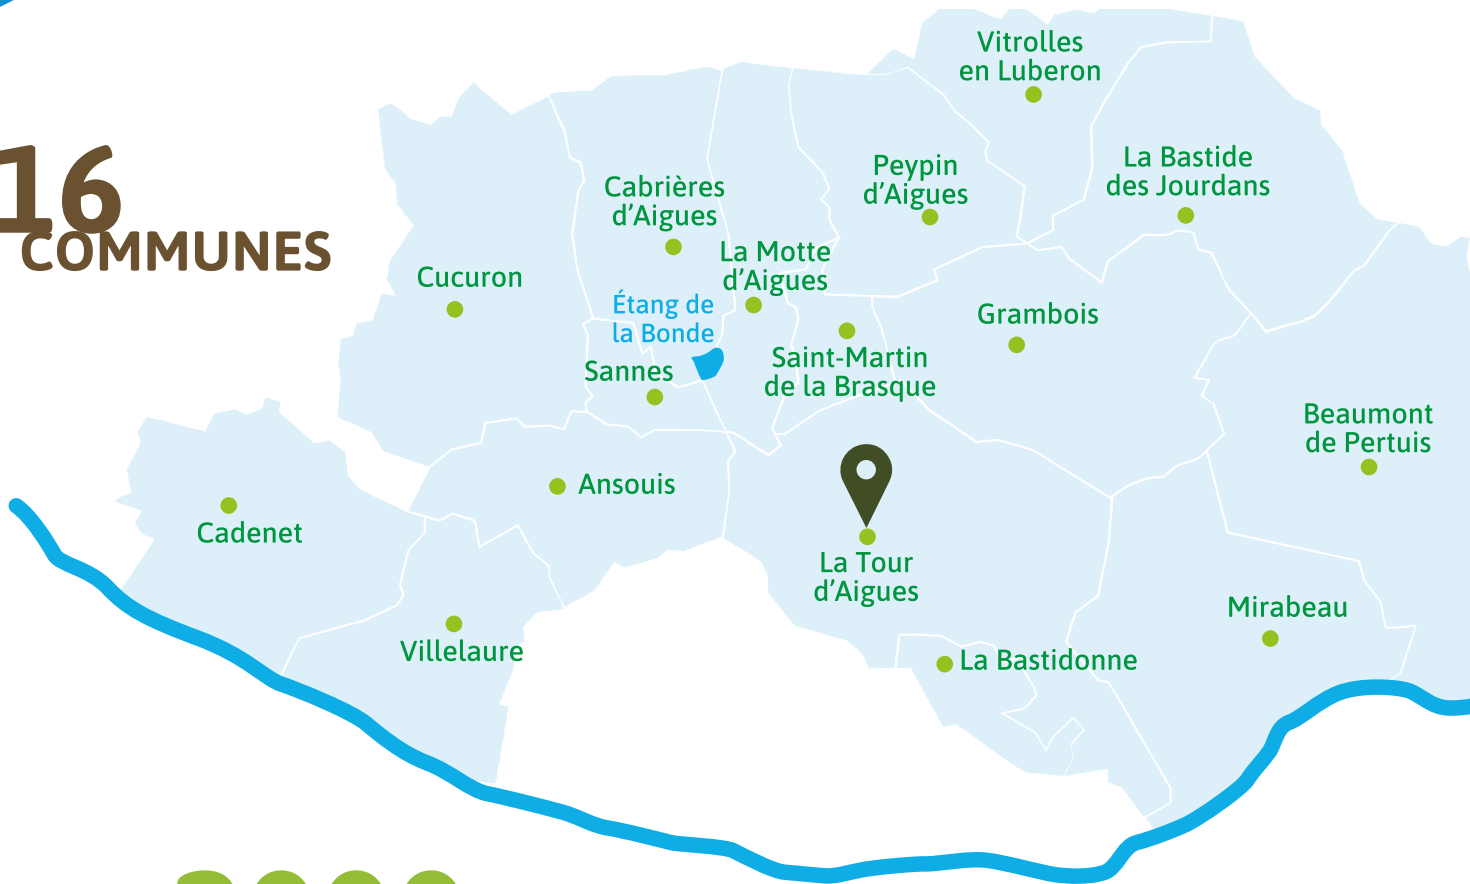 16
COMMUNES
Vitrolles
en Luberon
La Bastide
des Jourdans
Peypin
d’Aigues
Cabrières
d’Aigues
La Motte
d’Aigues
Cucuron
Étang de
la Bonde
Grambois
Saint-Martin
de la Brasque
Sannes
Beaumont
de Pertuis
Ansouis
Cadenet
La Tour
d’Aigues
Mirabeau
Villelaure
La Bastidonne